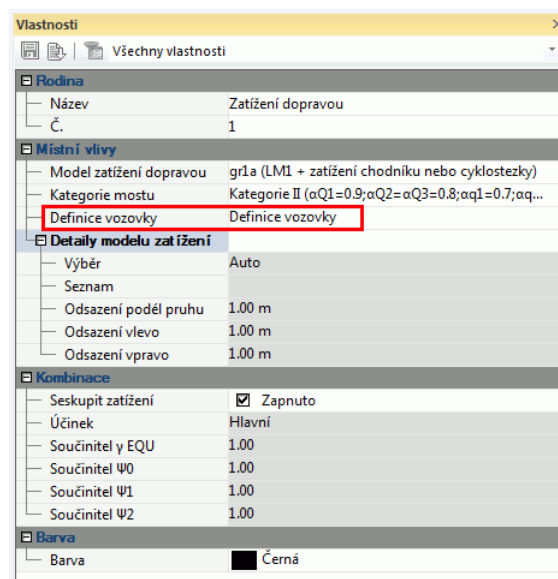 Vlastnosti
Všechny vlastnosti
Rodina
Název Zatížení dopravou
Č. 1
Místní vlivy
Model zatížení dopravou gr1a (LM1 + zatížení chodníku nebo cyklostezky)
Kategorie mostu Kategorie II (αQ1=0.9;αQ2=αQ3=0.8;αq1=0.7;αq...
Definice vozovky Definice vozovky
Detaily modelu zatížení
Výběr Auto
Seznam
Odsazení podél pruhu 1.00 m
Odsazení vlevo 1.00 m
Odsazení vpravo 1.00 m
Kombinace
Seskupit zatížení Zapnuto
Účinek Hlavní
Součinitel γ EQU 1.00
Součinitel Ψ0 1.00
Součinitel Ψ1 1.00
Součinitel Ψ2 1.00
Barva
Barva Černá